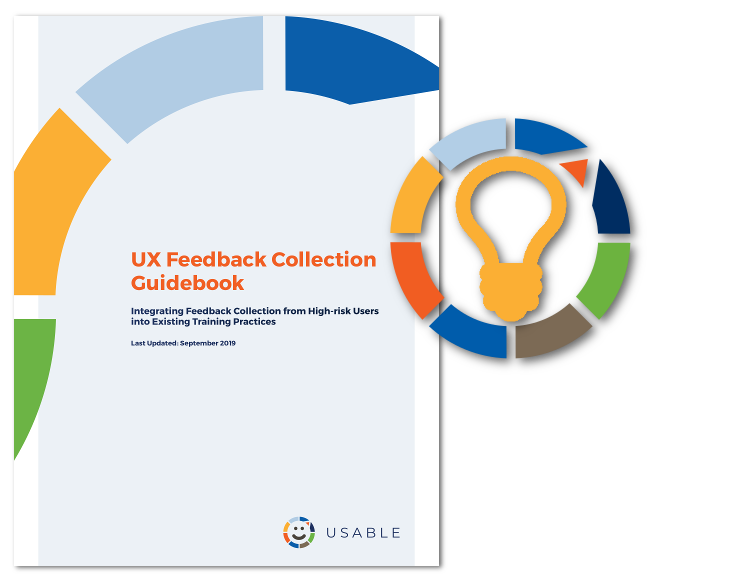 UX Feedback Collection
Guidebook
Integrating Feedback Collection from High-risk Users
into Existing Training Practices
Last Updated: September 2019
USABLE